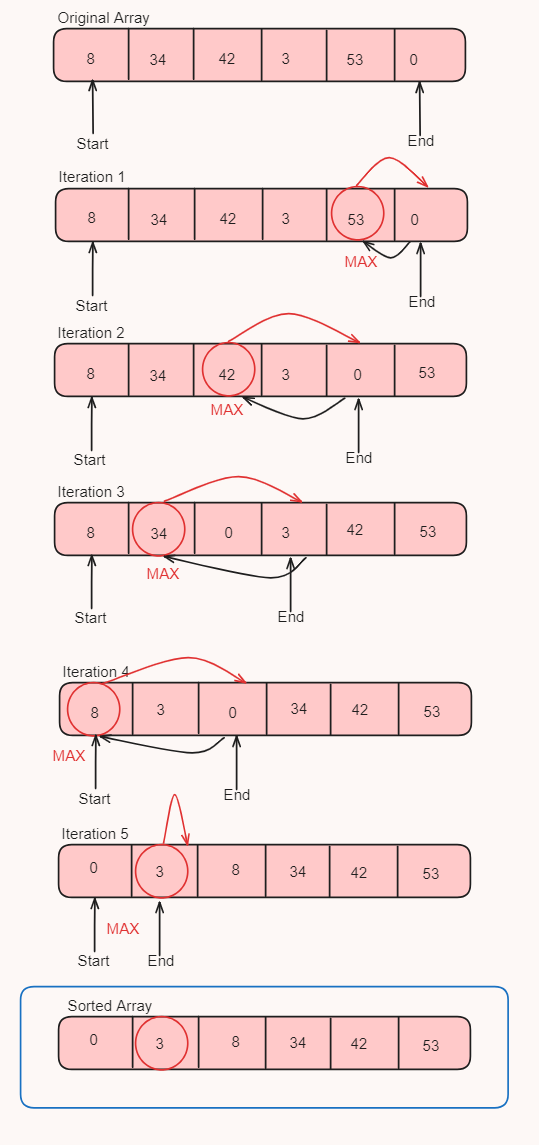 Original Array
8 34 42 3 53 0
Start End
Iteration 1
8 34 42 3 53 0
MAX
Start End
Iteration 2
8 34 42 3 0 53
MAX
Start End
Iteration 3
8 34 0 3 42 53
MAX
Start End
Iteration 4
8 3 0 34 42 53
MAX
Start End
Iteration 5
0 3 8 34 42 53
MAX
Start End
Sorted Array
0 3 8 34 42 53